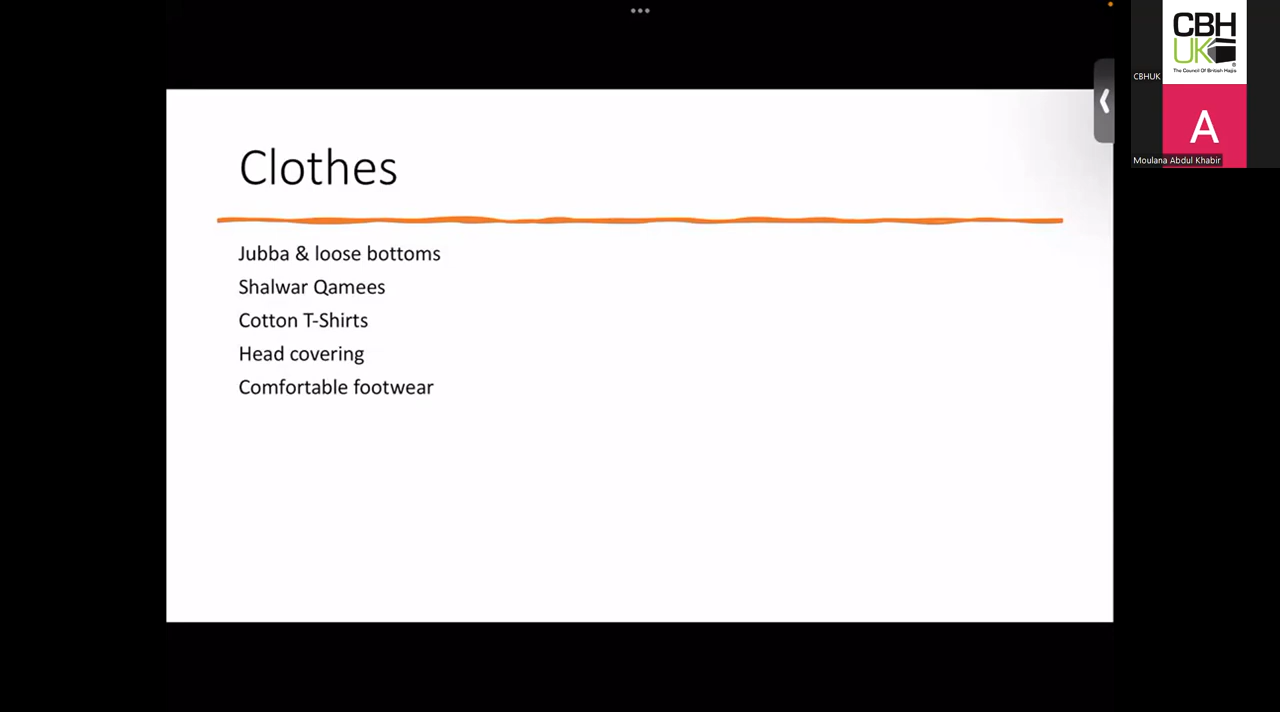 Clothes
Jubba & loose bottoms
Shalwar Qamees
Cotton T-Shirts
Head covering
Comfortable footwear
CBH
UK
The Council Of British Hajjis
CBHUK
A
Moulana Abdul Khabir